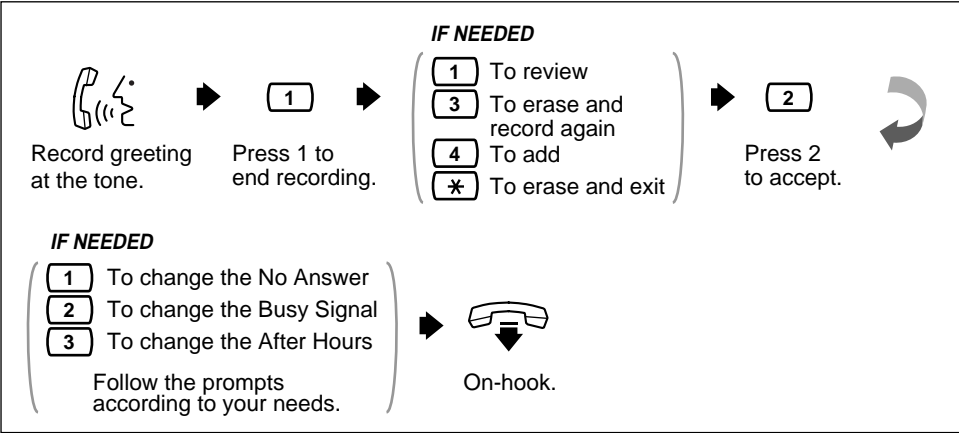 IF NEEDED
1 To review
3 To erase and
record again
4 To add
* To erase and exit
1
2
Record greeting
at the tone.
Press 1 to
end recording.
Press 2
to accept.
IF NEEDED
1 To change the No Answer
2 To change the Busy Signal
3 To change the After Hours
Follow the prompts
according to your needs.
On-hook.